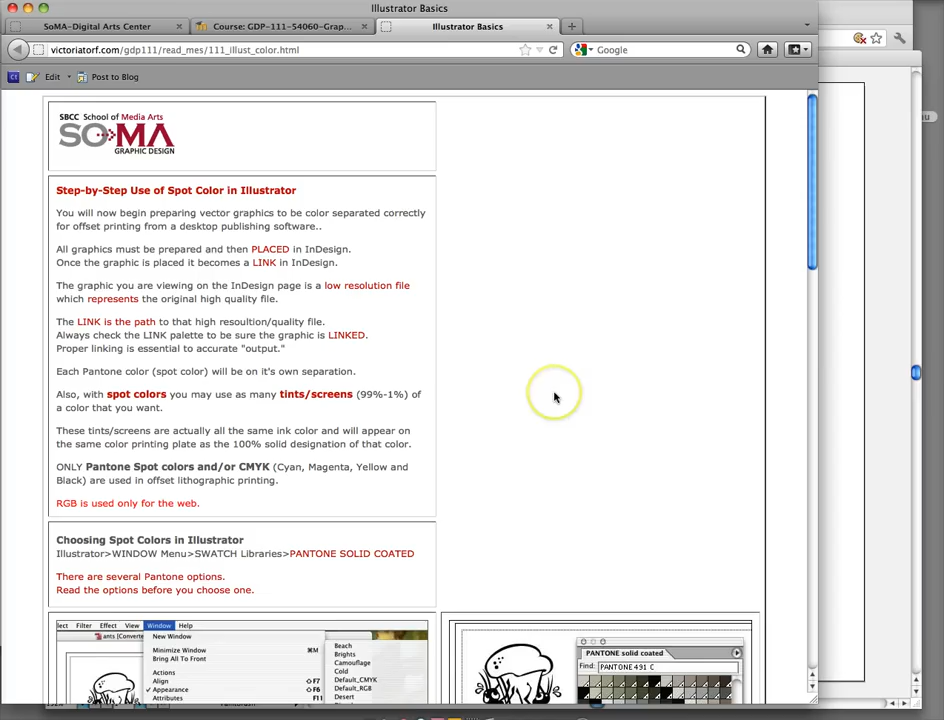 Illustrator Basics
SoMA-Digital Arts Center
Course: GDP-111-54060-Grap...
Illustrator Basics
victoriatorf.com/gdp111/read_mes/111_illust_color.html
Google
Edit
Post to Blog
SBCC School of Media Arts
SOMA
GRAPHIC DESIGN
Step-by-Step Use of Spot Color in Illustrator
You will now begin preparing vector graphics to be color separated correctly
for offset printing from a desktop publishing software..
All graphics must be prepared and then PLACED in InDesign.
Once the graphic is placed it becomes a LINK in InDesign.
The graphic you are viewing on the InDesign page is a low resolution file
which represents the original high quality file.
The LINK is the path to that high resoultion/quality file.
Always check the LINK palette to be sure the graphic is LINKED.
Proper linking is essential to accurate "output."
Each Pantone color (spot color) will be on it's own separation.
Also, with spot colors you may use as many tints/screens (99%-1%) of
a color that you want.
These tints/screens are actually all the same ink color and will appear on
the same color printing plate as the 100% solid designation of that color.
ONLY Pantone Spot colors and/or CMYK (Cyan, Magenta, Yellow and
Black) are used in offset lithographic printing.
RGB is used only for the web.
Choosing Spot Colors in Illustrator
Illustrator>WINDOW Menu>SWATCH Libraries>PANTONE SOLID COATED
There are several Pantone options.
Read the options before you choose one.
lect Filter Effect View Window Help
ants [Converte
New Window
Minimize Window ⌘M
Bring All To Front
Actions
Align ⇧F7
✓ Appearance ⇧F6
Attributes F11
Beach
Brights
Camouflage
Cold
Default_CMYK
Default_RGB
Desert
PANTONE solid coated
Find: PANTONE 491 C